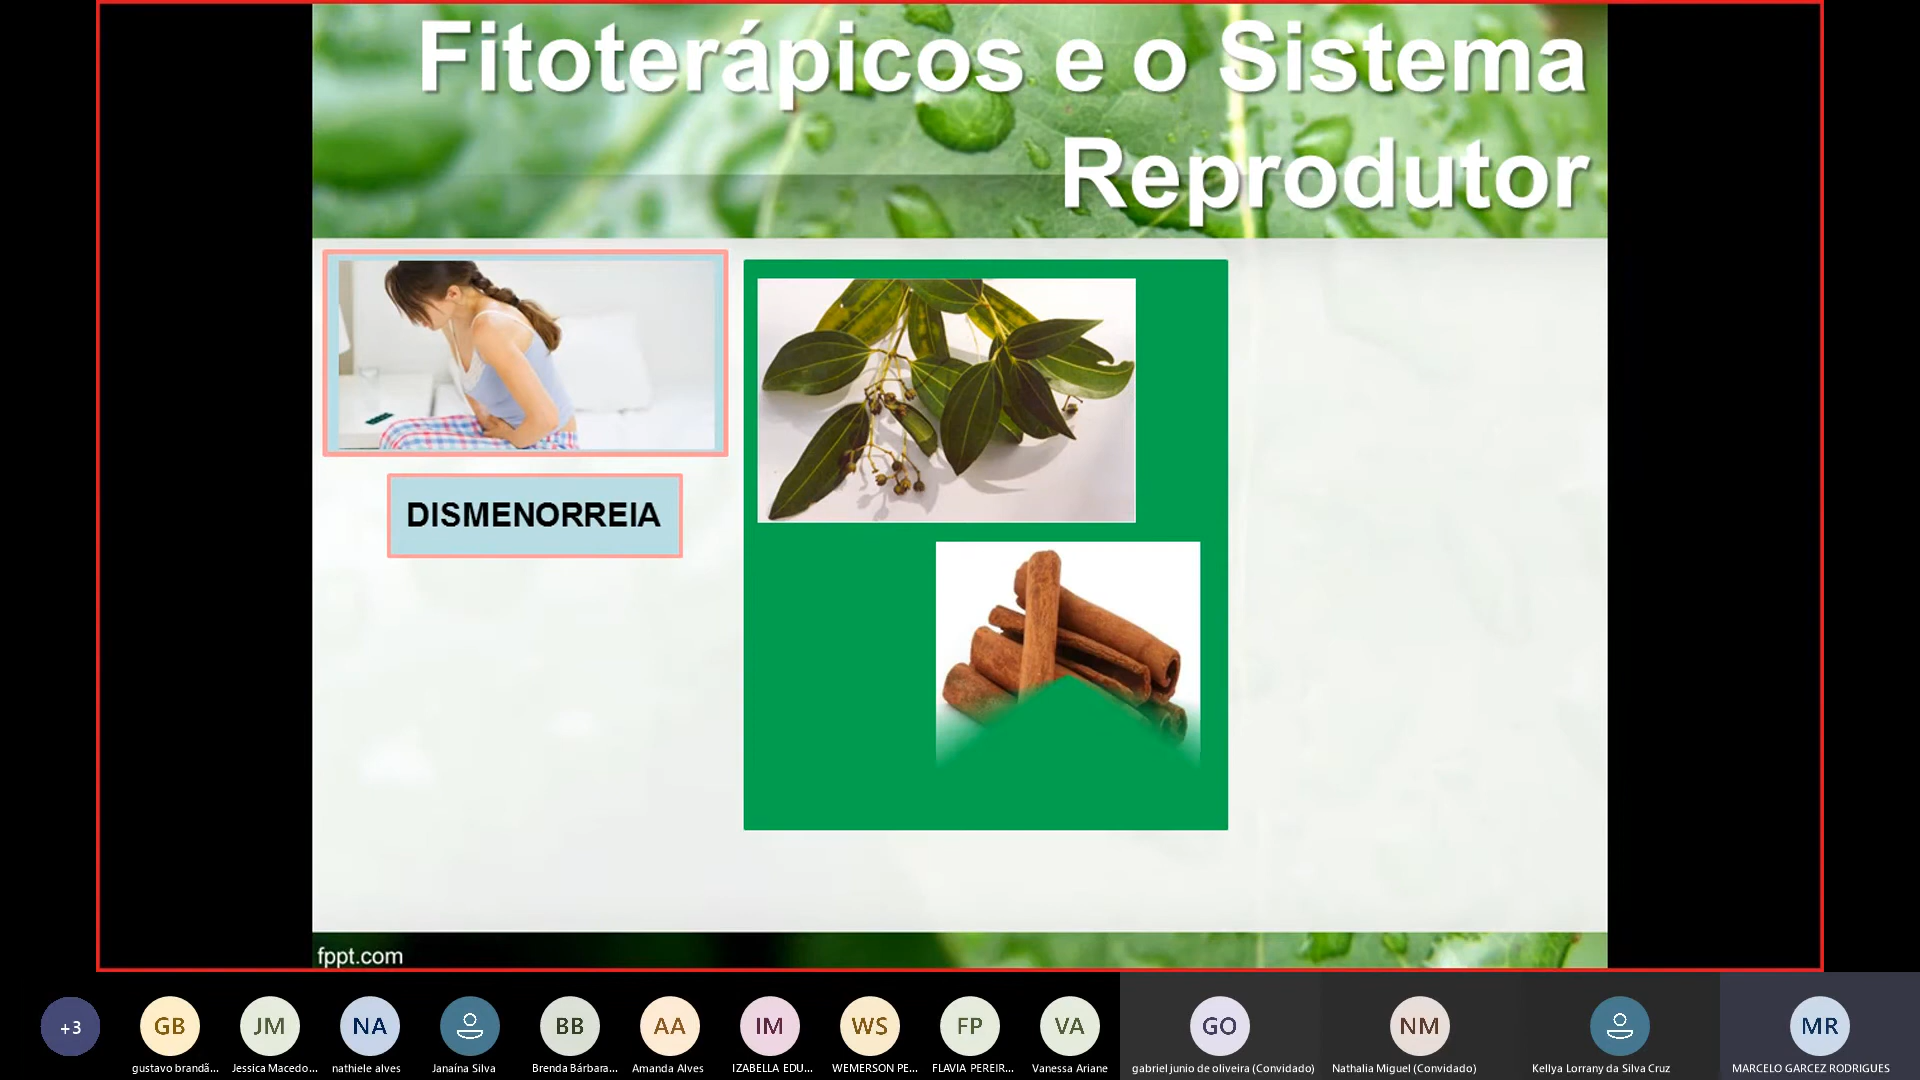 Fitoterápicos e o Sistema
Reprodutor
DISMENORREIA
fppt.com
+3
GB
JM
NA
BB
AA
IM
WS
FP
VA
GO
NM
MR
gustavo brandã...
Jessica Macedo...
nathiele alves
Janaína Silva
Brenda Bárbara...
Amanda Alves
IZABELLA EDU...
WEMERSON PE...
FLAVIA PEREIR...
Vanessa Ariane
gabriel junio de oliveira (Convidado)
Nathalia Miguel (Convidado)
Kellya Lorrany da Silva Cruz
MARCELO GARCEZ RODRIGUES